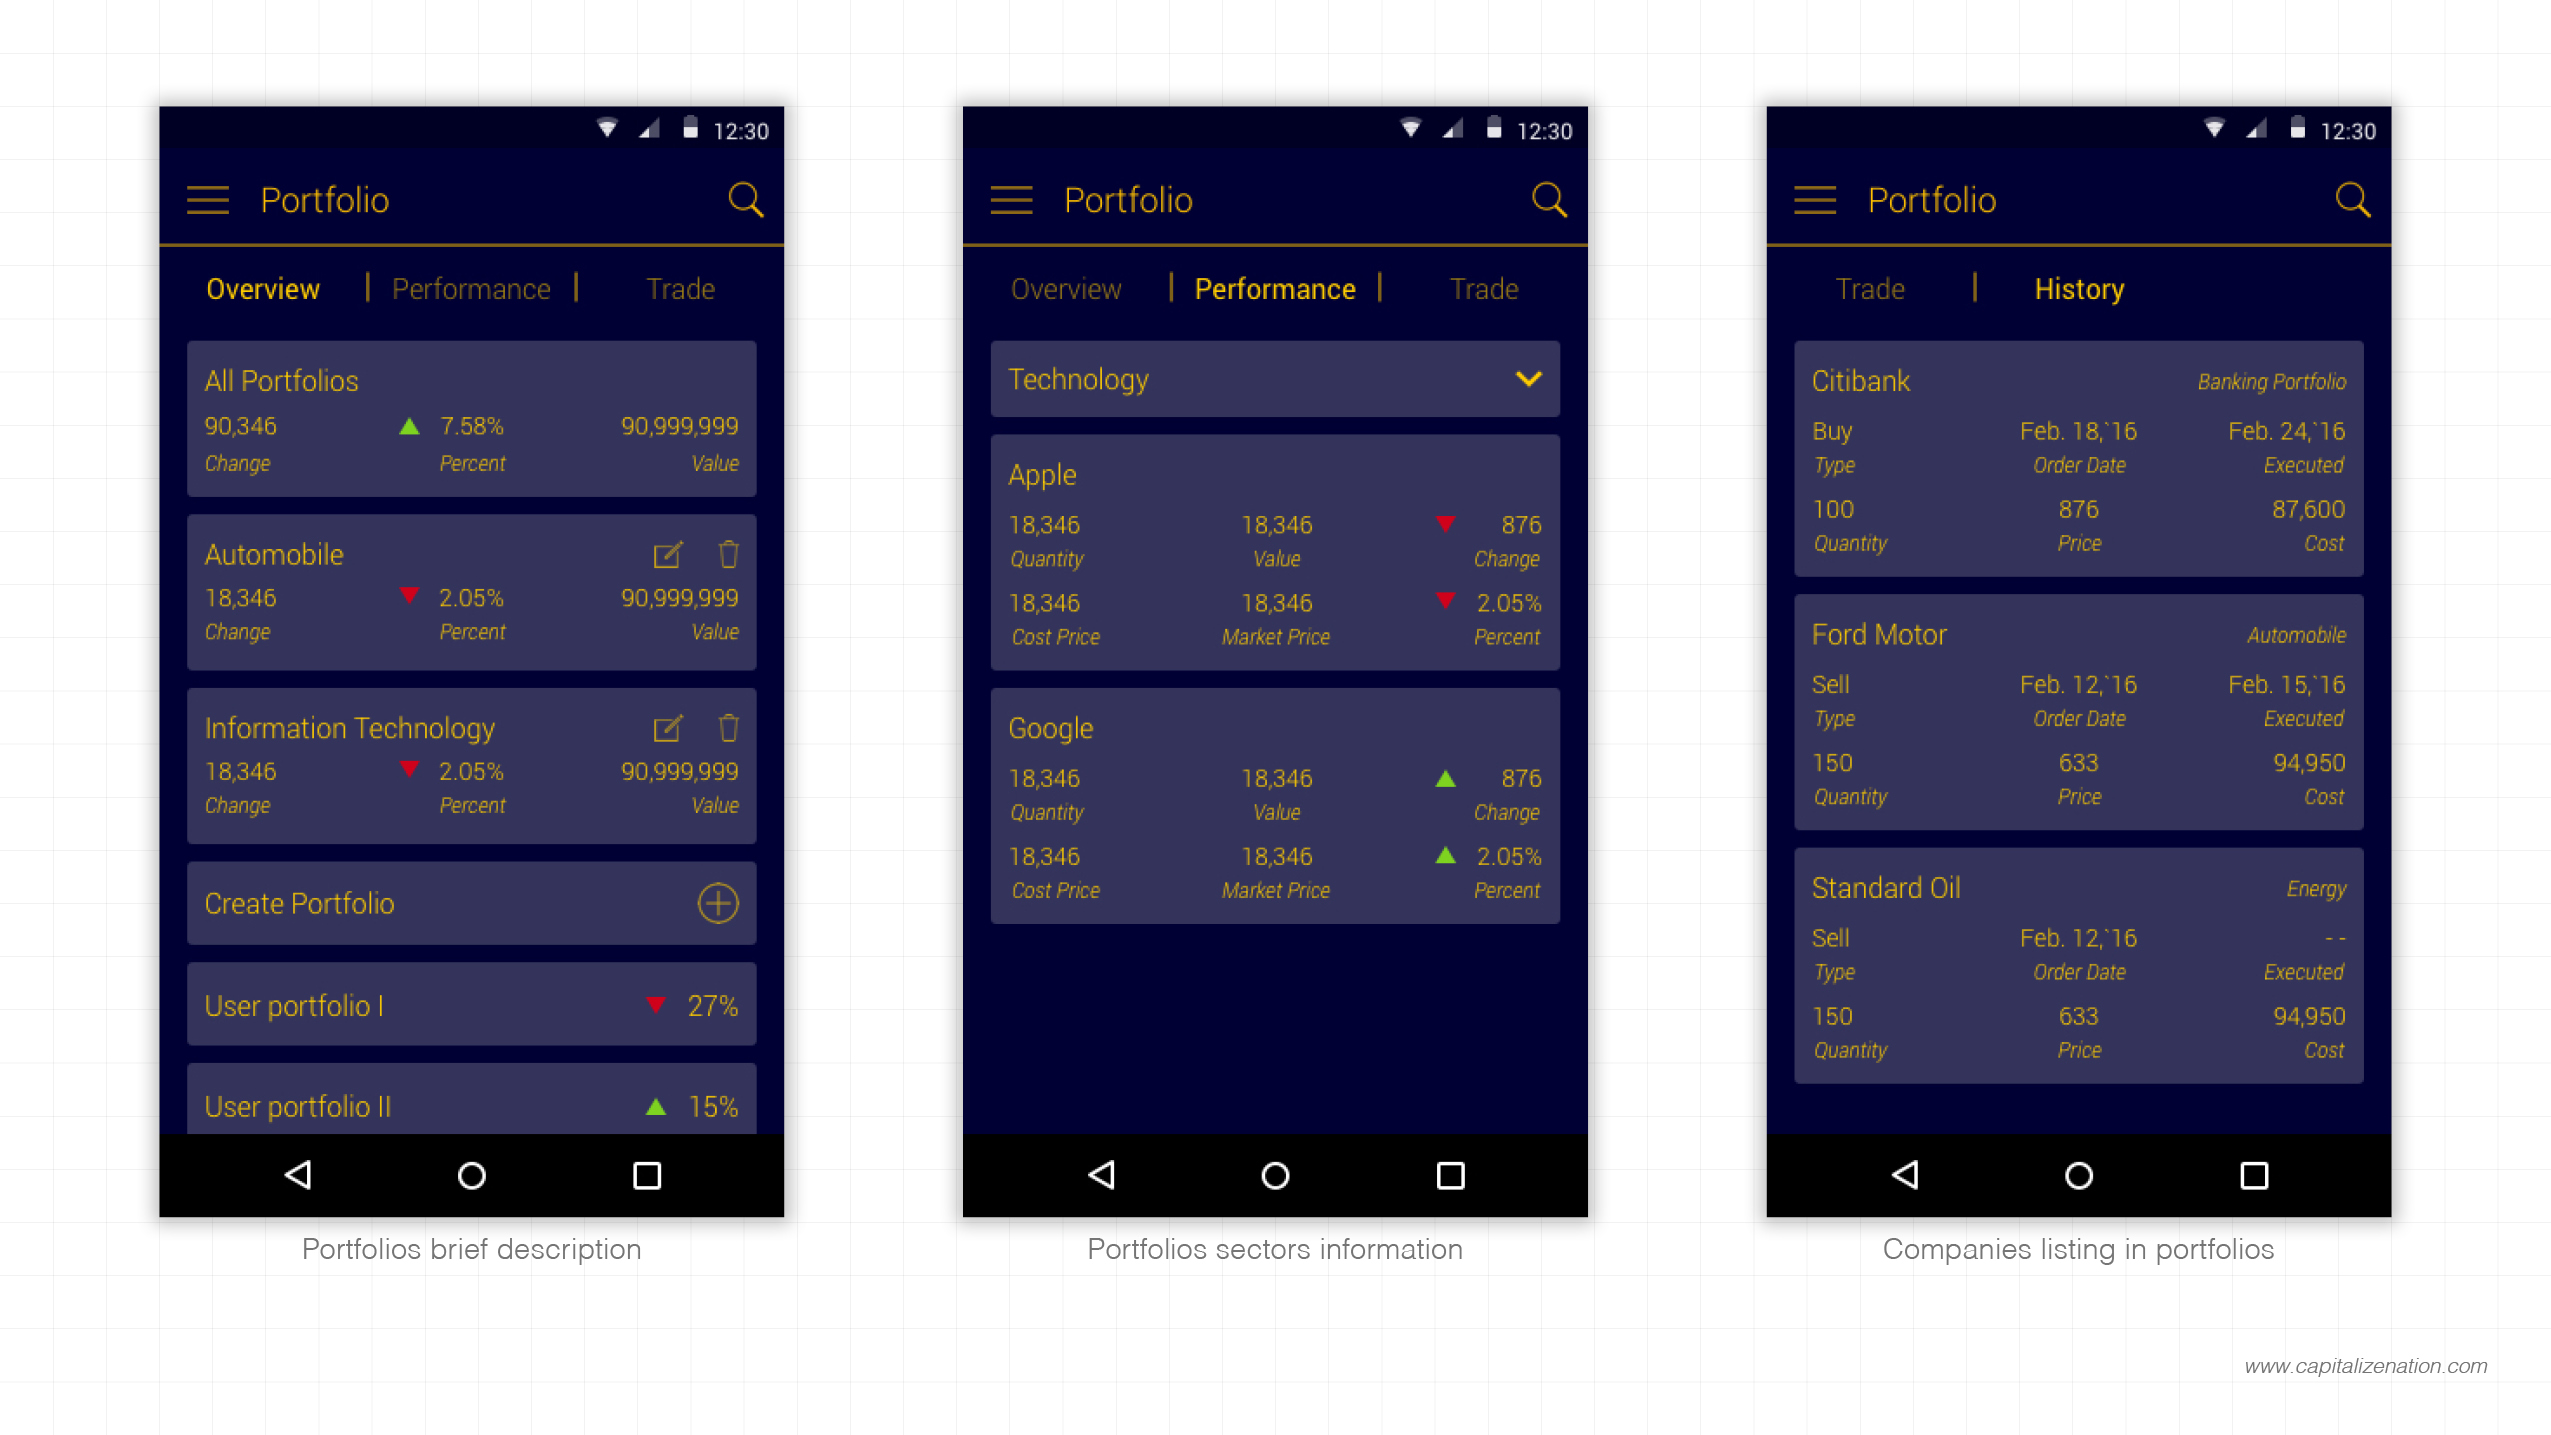 12:30
Portfolio
Overview | Performance | Trade
All Portfolios
90,346 7.58% 90,999,999
Change Percent Value
Automobile
18,346 2.05% 90,999,999
Change Percent Value
Information Technology
18,346 2.05% 90,999,999
Change Percent Value
Create Portfolio
User portfolio I 27%
User portfolio II 15%
Portfolios brief description
12:30
Portfolio
Overview | Performance | Trade
Technology
Apple
18,346 18,346 876
Quantity Value Change
18,346 18,346 2.05%
Cost Price Market Price Percent
Google
18,346 18,346 876
Quantity Value Change
18,346 18,346 2.05%
Cost Price Market Price Percent
Portfolios sectors information
12:30
Portfolio
Trade | History
Citibank Banking Portfolio
Buy Feb. 18,`16 Feb. 24,`16
Type Order Date Executed
100 876 87,600
Quantity Price Cost
Ford Motor Automobile
Sell Feb. 12,`16 Feb. 15,`16
Type Order Date Executed
150 633 94,950
Quantity Price Cost
Standard Oil Energy
Sell Feb. 12,`16 - -
Type Order Date Executed
150 633 94,950
Quantity Price Cost
Companies listing in portfolios
www.capitalizenation.com